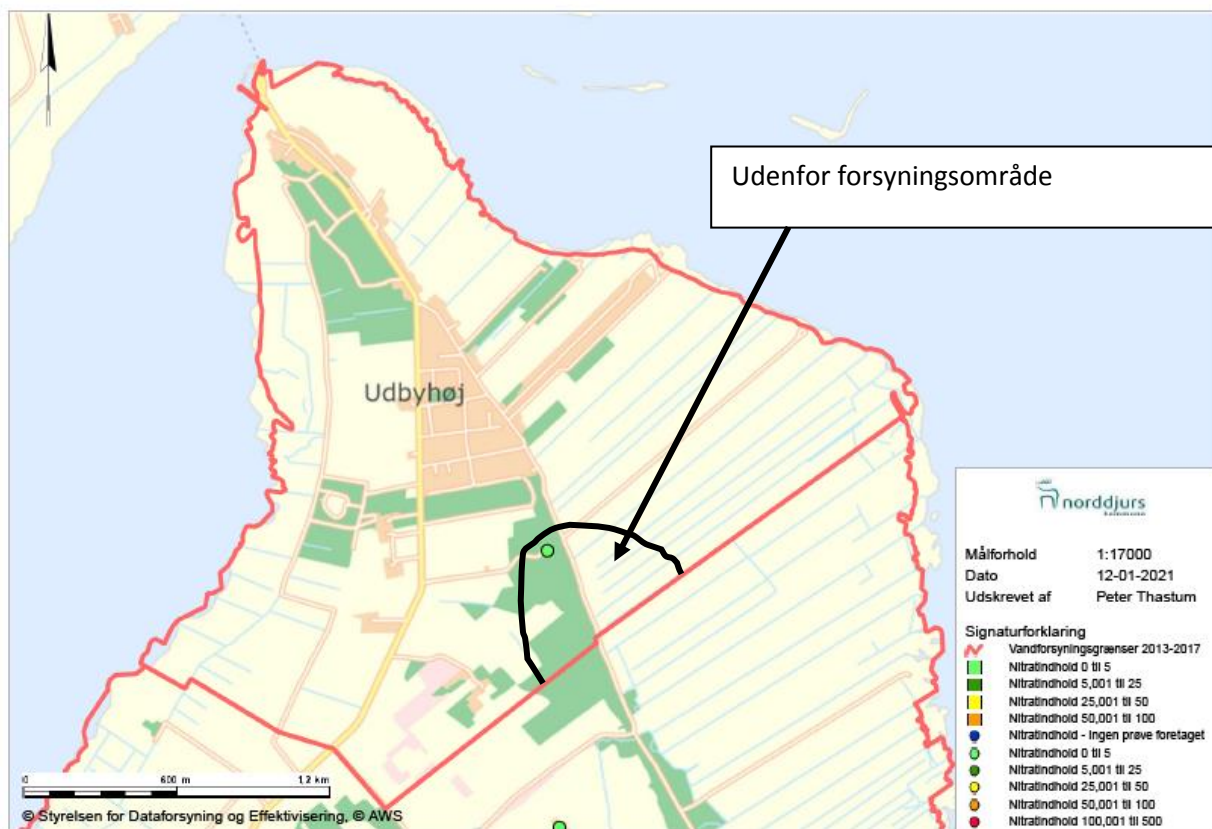 Udenfor forsyningsområde
Udbyhøj
norddjurs
kommune
Målforhold 1:17000
Dato 12-01-2021
Udskrevet af Peter Thastum
Signaturforklaring
Vandforsyningsgrænser 2013-2017
Nitratindhold 0 til 5
Nitratindhold 5,001 til 25
Nitratindhold 25,001 til 50
Nitratindhold 50,001 til 100
Nitratindhold - Ingen prøve foretaget
Nitratindhold 0 til 5
Nitratindhold 5,001 til 25
Nitratindhold 25,001 til 50
Nitratindhold 50,001 til 100
Nitratindhold 100,001 til 500
0 600 m 1,2 km
© Styrelsen for Dataforsyning og Effektivisering, © AWS